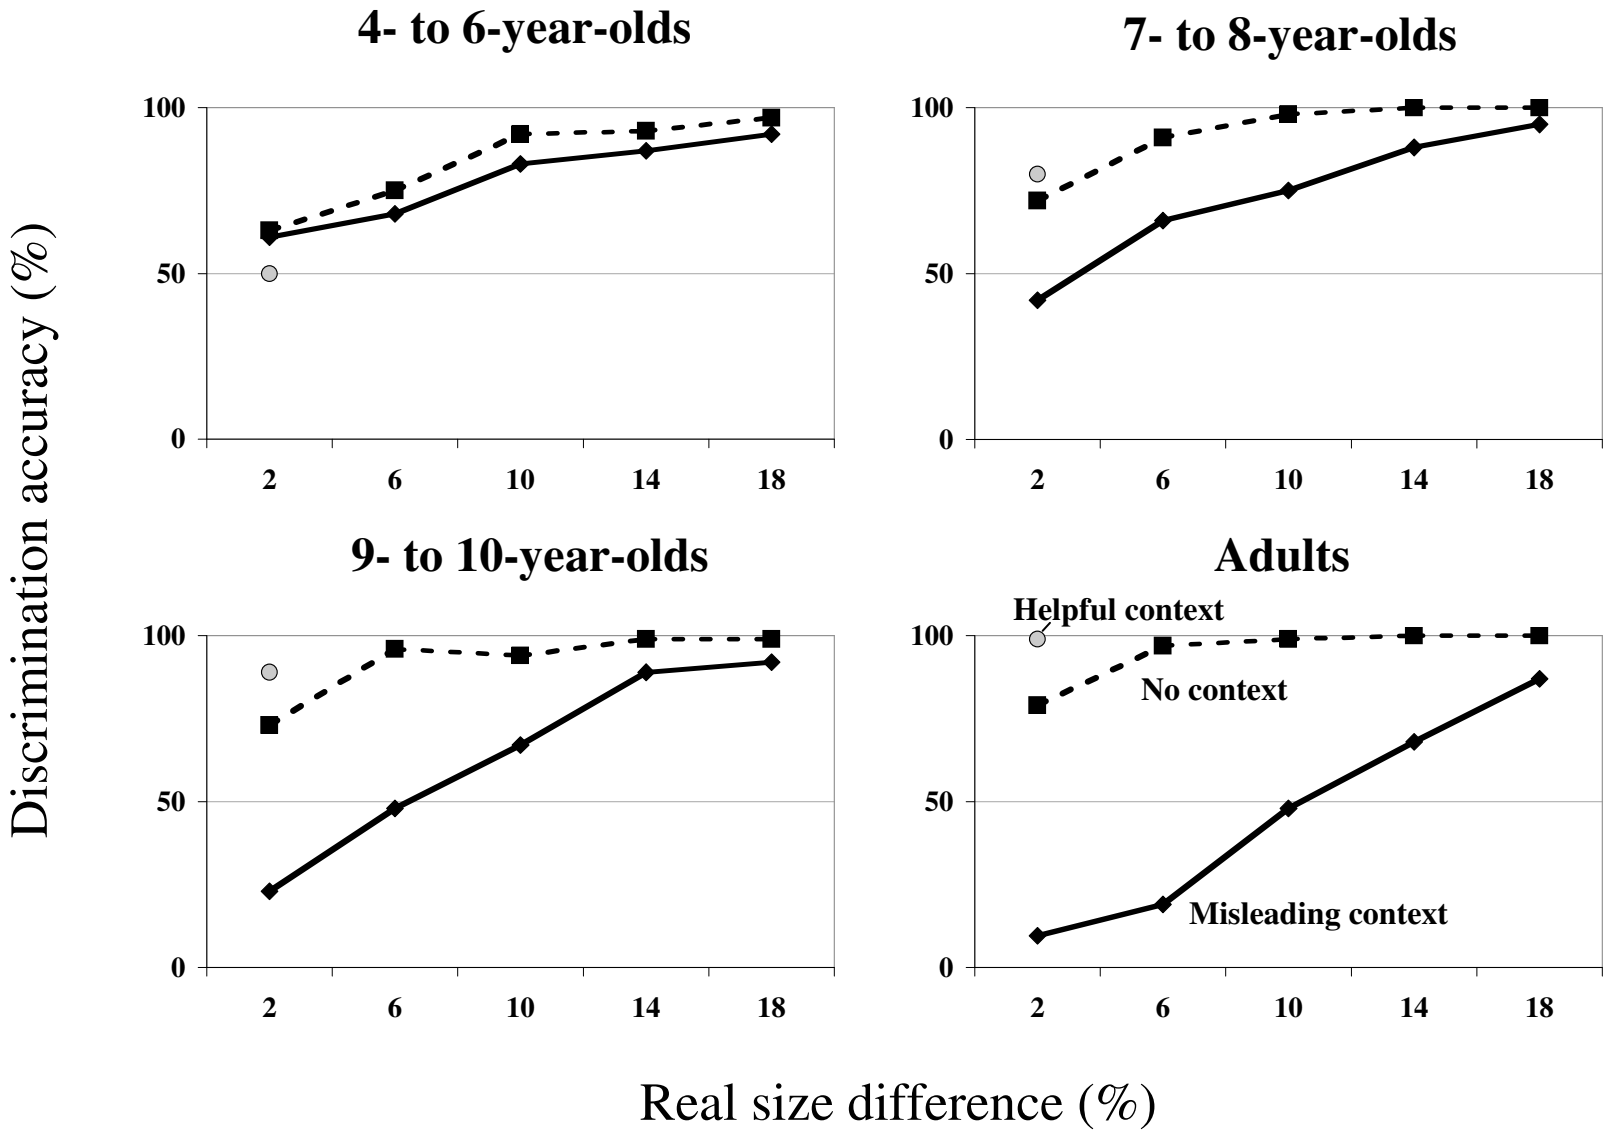 4- to 6-year-olds
7- to 8-year-olds
100
50
0
2 6 10 14 18
100
50
0
2 6 10 14 18
9- to 10-year-olds
Adults
100
50
0
2 6 10 14 18
Helpful context
100
No context
50
Misleading context
0
2 6 10 14 18
Discrimination accuracy (%)
Real size difference (%)